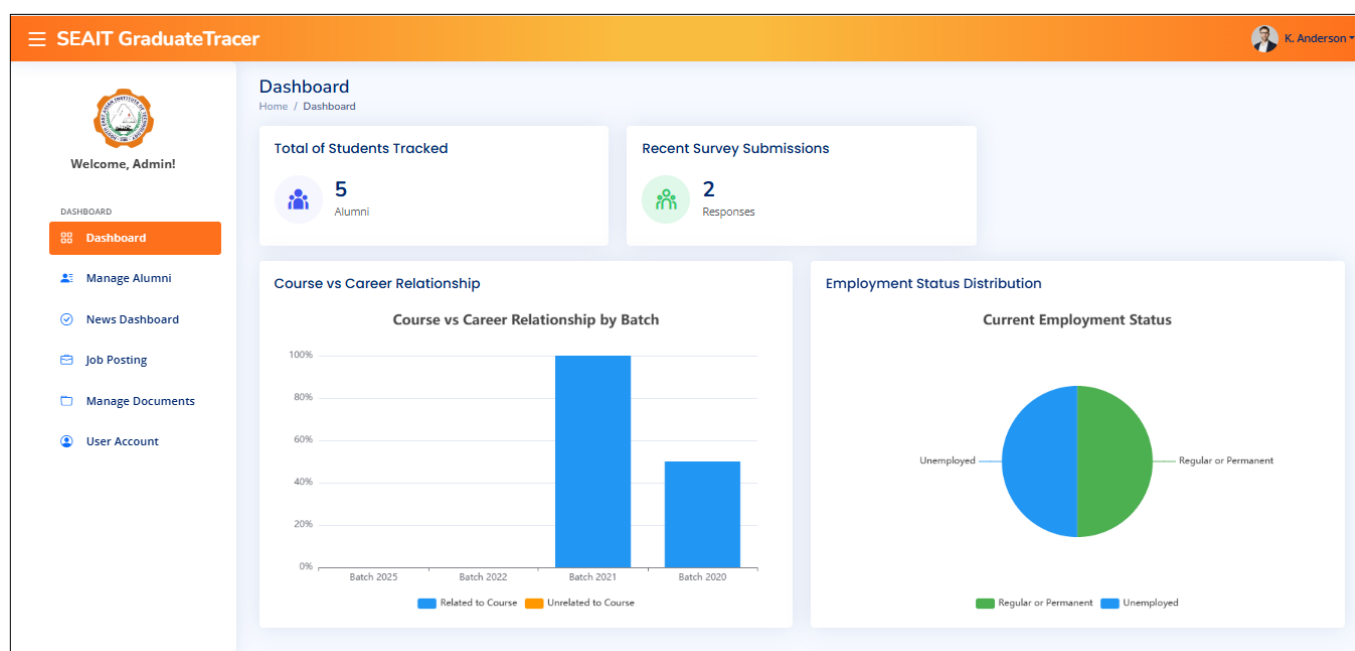 SEAIT GraduateTracer
K. Anderson
Welcome, Admin!
DASHBOARD
Dashboard
Manage Alumni
News Dashboard
Job Posting
Manage Documents
User Account
Dashboard
Home / Dashboard
Total of Students Tracked
5
Alumni
Recent Survey Submissions
2
Responses
Course vs Career Relationship
Course vs Career Relationship by Batch
100%
80%
60%
40%
20%
0%
Batch 2025 Batch 2022 Batch 2021 Batch 2020
Related to Course Unrelated to Course
Employment Status Distribution
Current Employment Status
Unemployed Regular or Permanent
Regular or Permanent Unemployed